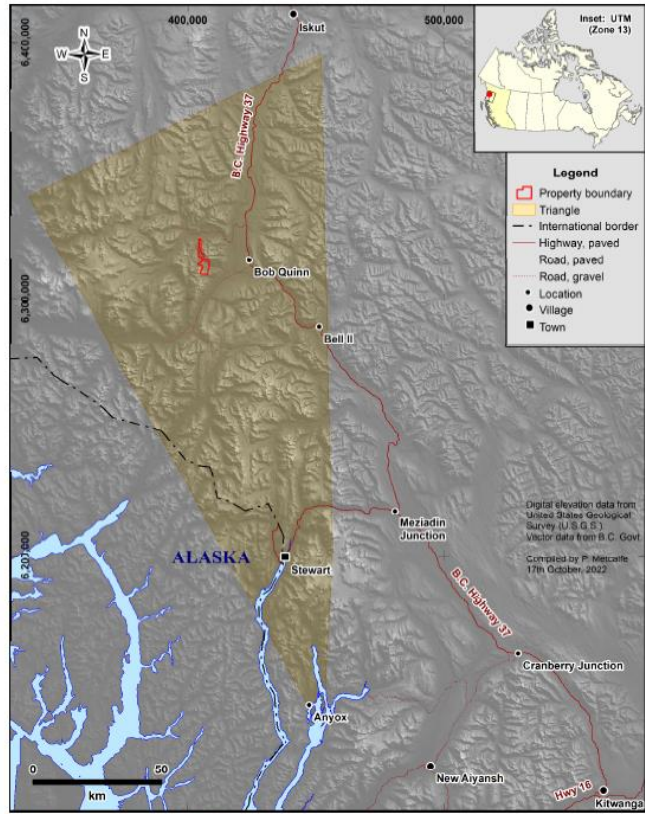 400,000
500,000
Iskut
6,400,000
N
W
E
S
Inset: UTM
(Zone 13)
B.C. Highway 37
Legend
Property boundary
Triangle
International border
Highway, paved
Road, paved
Road, gravel
Location
Village
Town
Bob Quinn
6,300,000
Bell II
Meziadin
Junction
Digital elevation data from
United States Geological
Survey (U.S.G.S.)
Vector data from B.C. Govt.
Compiled by P. Metcalfe
17th October, 2022
6,200,000
ALASKA
Stewart
B.C. Highway 37
Cranberry Junction
Anyox
New Aiyansh
0
50
km
Hwy 16
Kitwanga